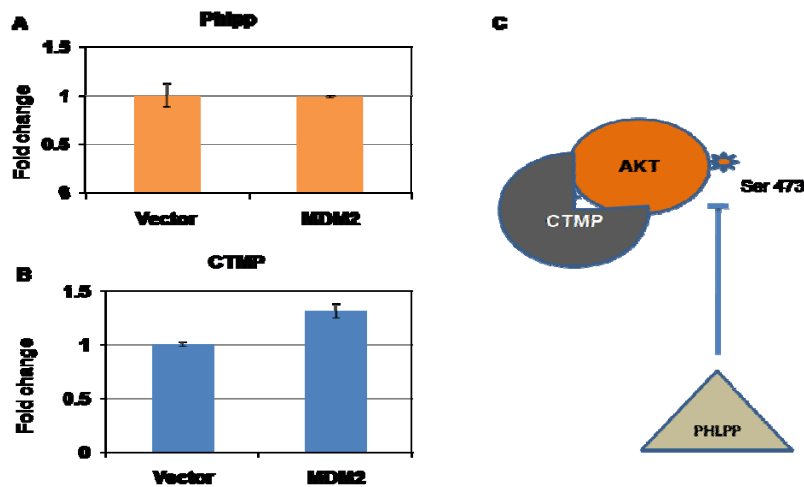 A
Phlpp
Fold change
1.5
1
0.5
0
Vector
MDM2
B
CTMP
Fold change
1.5
1
0.5
0
Vector
MDM2
C
AKT
Ser 473
CTMP
PHLPP